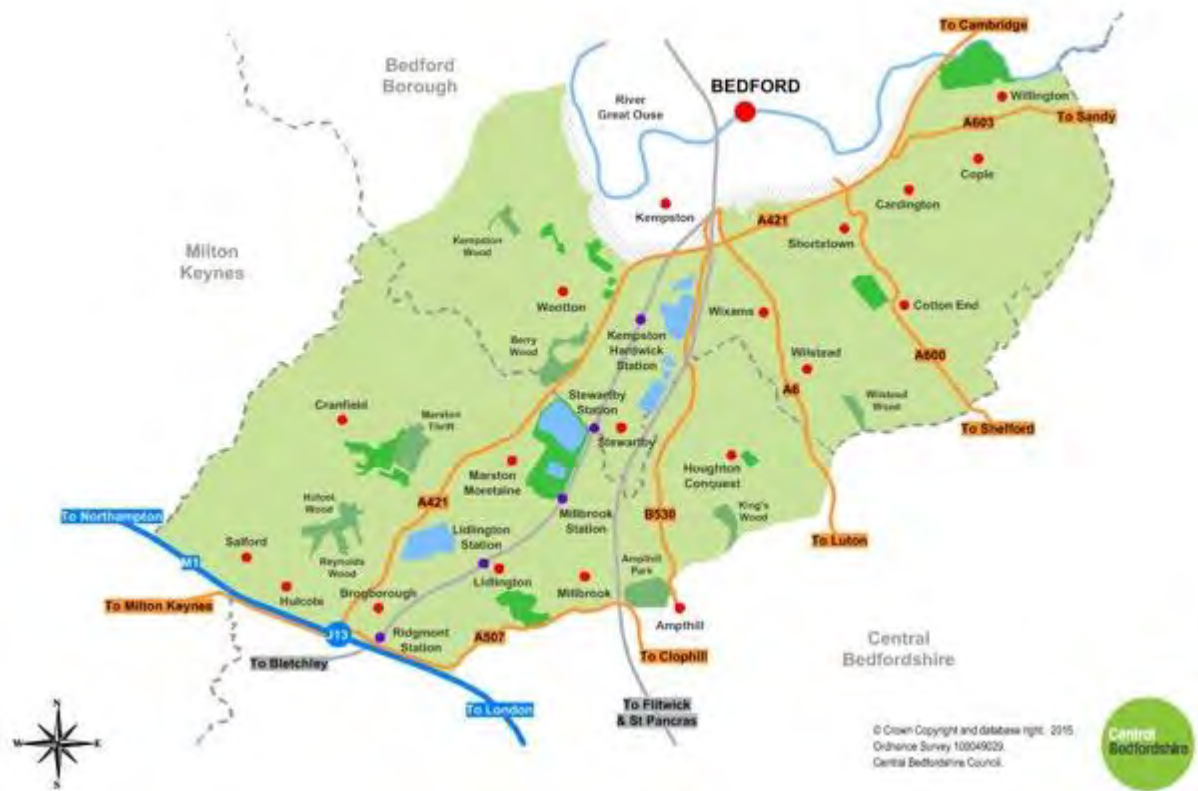 To Cambridge
Bedford
Borough
BEDFORD
River
Great Ouse
Willington
A603
To Sandy
Cople
Cardington
Kempston
A421
Shortstown
Kempston
Wood
Milton
Keynes
Wootton
Wixams
Cotton End
Berry
Wood
Kempston
Hardwick
Station
Wilstead
A600
A6
Stewartby
Station
Cranfield
Marston
Thrift
Wilstead
Wood
To Shefford
Stewartby
Marston
Moretaine
Houghton
Conquest
A421
Hulcot
Wood
Millbrook
Station
B530
King's
Wood
To Northampton
Lidlington
Station
To Luton
Salford
M1
Reynolds
Wood
Ampthill
Park
Lidlington
Millbrook
Hulcote
Brogborough
To Milton Keynes
Ampthill
J13
Ridgmont
Station
A507
Central
Bedfordshire
To Bletchley
To Clophill
To London
To Flitwick
& St Pancras
N
W
E
S
© Crown Copyright and database right. 2015
Ordnance Survey 100049029.
Central Bedfordshire Council.
Central
Bedfordshire